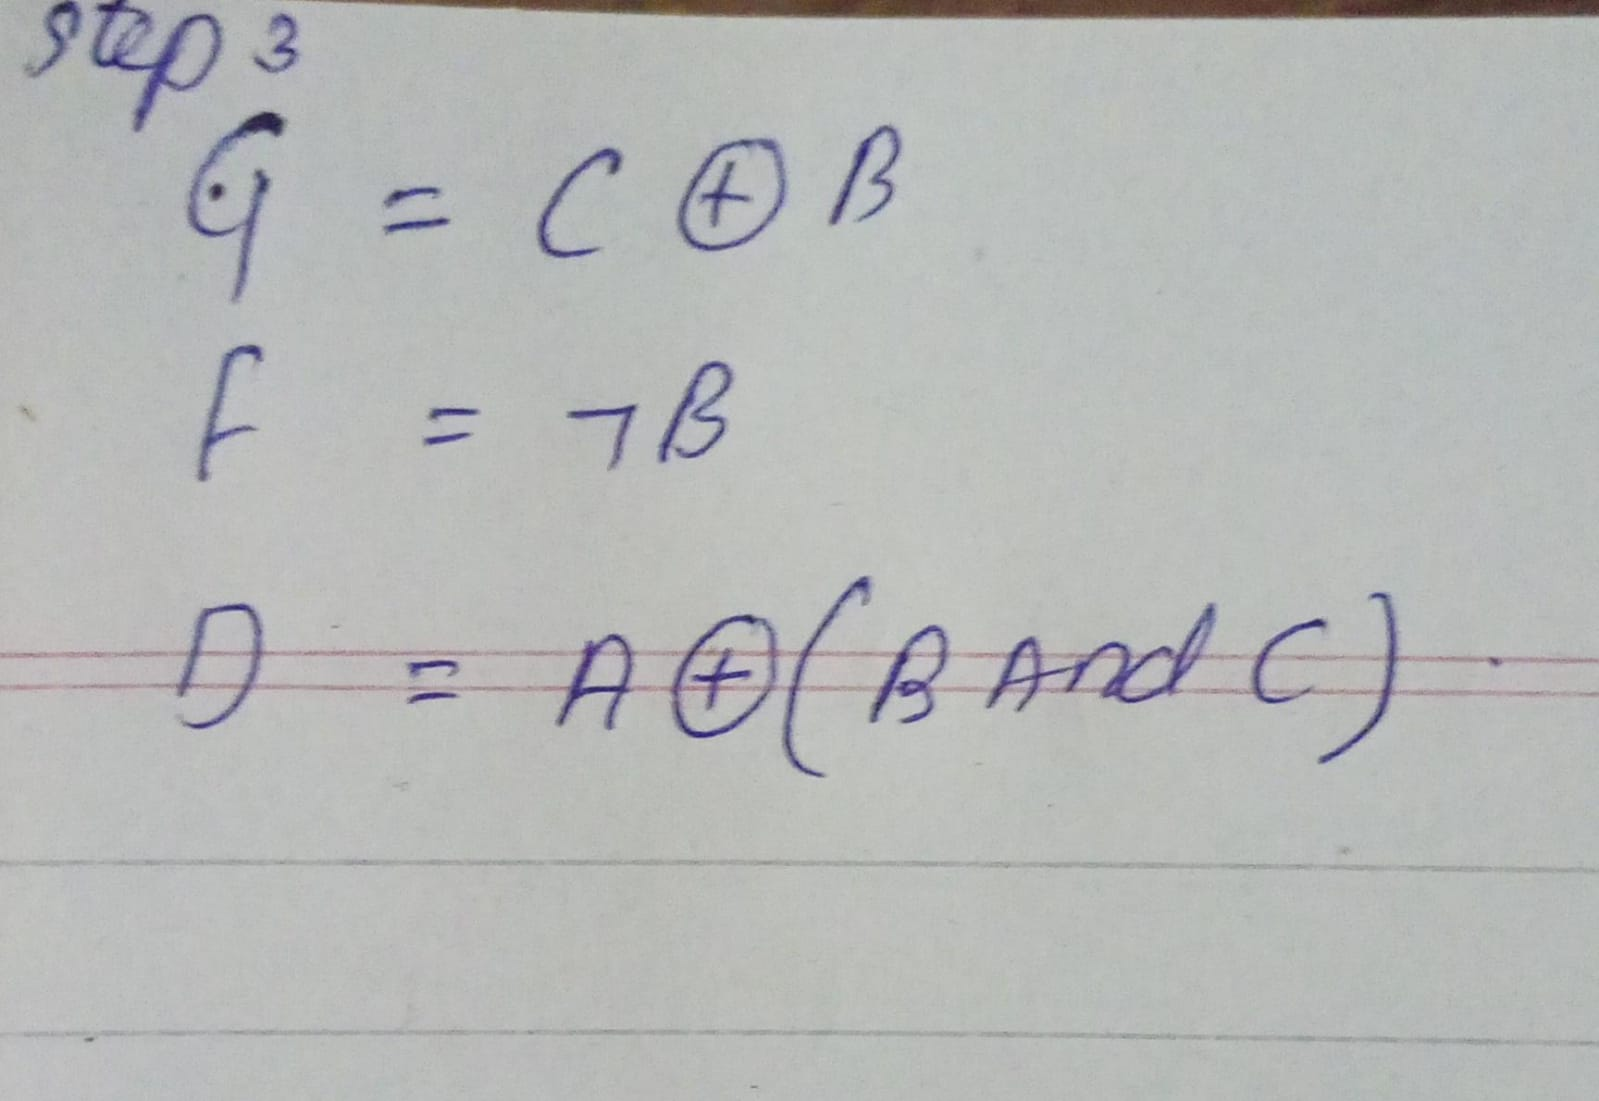 step 3
G = C ⊕ B
F = ¬B
D = A ⊕ (B And C)